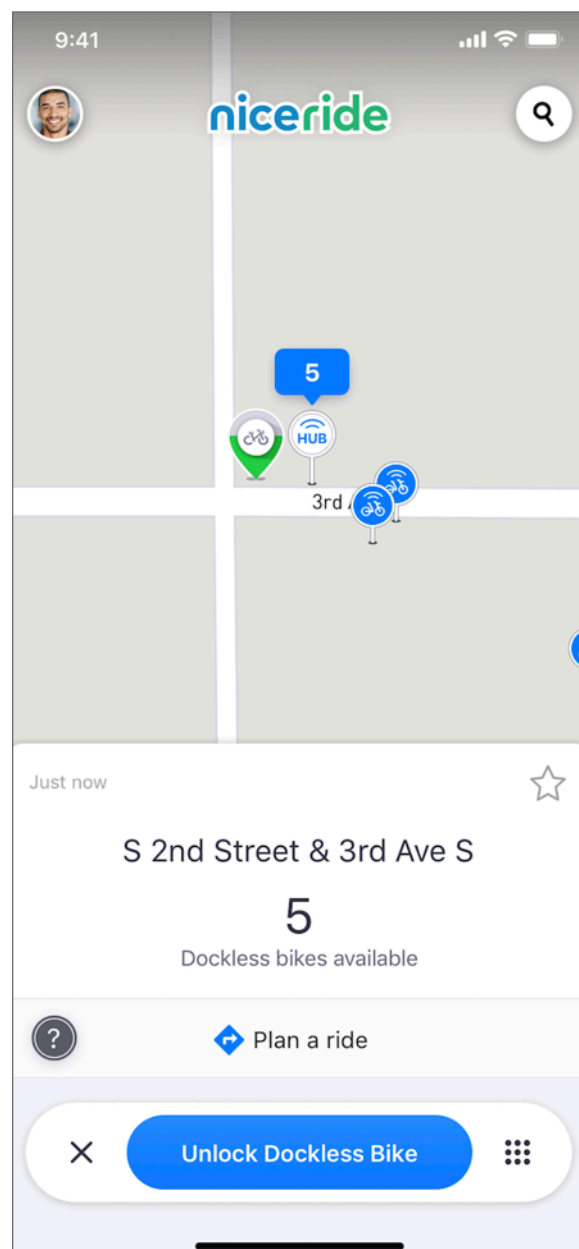 9:41
niceride
5
HUB
3rd
Just now
S 2nd Street & 3rd Ave S
5
Dockless bikes available
?
Plan a ride
Unlock Dockless Bike